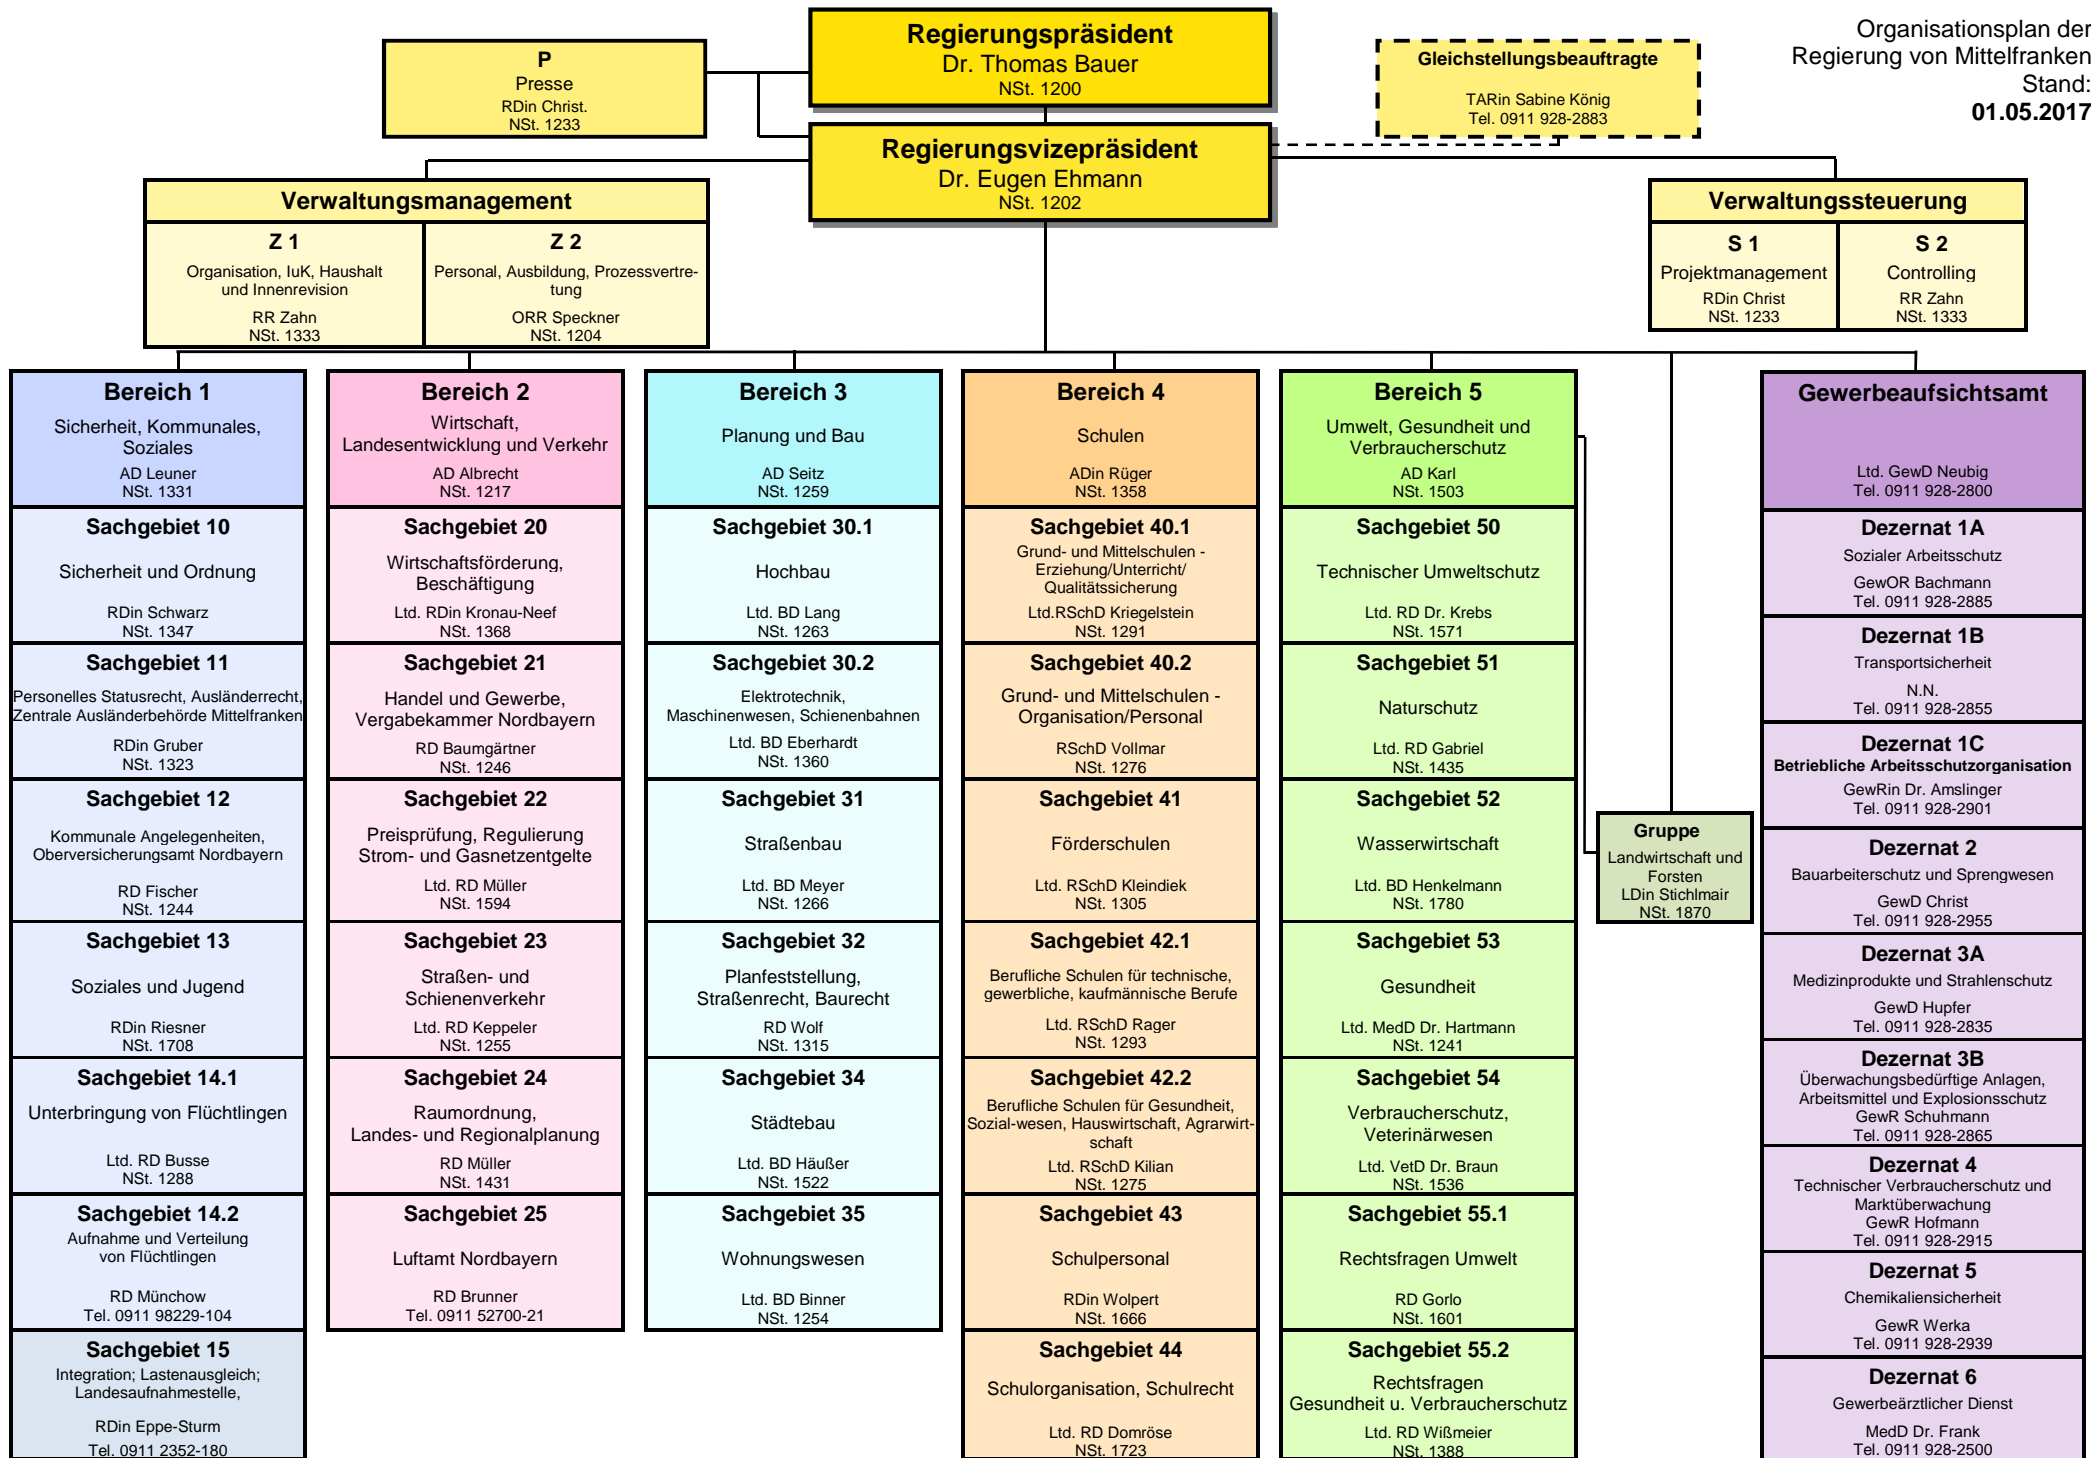 Organisationsplan der
Regierung von Mittelfranken
Stand:
01.05.2017
Regierungspräsident
Dr. Thomas Bauer
NSt. 1200
P
Presse
RDin Christ.
NSt. 1233
Gleichstellungsbeauftragte
TARin Sabine König
Tel. 0911 928-2883
Regierungsvizepräsident
Dr. Eugen Ehmann
NSt. 1202
Verwaltungsmanagement
Z 1
Organisation, IuK, Haushalt
und Innenrevision
RR Zahn
NSt. 1333
Z 2
Personal, Ausbildung, Prozessvertre-
tung
ORR Speckner
NSt. 1204
Verwaltungssteuerung
S 1
Projektmanagement
RDin Christ
NSt. 1233
S 2
Controlling
RR Zahn
NSt. 1333
Bereich 1
Sicherheit, Kommunales,
Soziales
AD Leuner
NSt. 1331
Sachgebiet 10
Sicherheit und Ordnung
RDin Schwarz
NSt. 1347
Sachgebiet 11
Personelles Statusrecht, Ausländerrecht,
Zentrale Ausländerbehörde Mittelfranken
RDin Gruber
NSt. 1323
Sachgebiet 12
Kommunale Angelegenheiten,
Oberversicherungsamt Nordbayern
RD Fischer
NSt. 1244
Sachgebiet 13
Soziales und Jugend
RDin Riesner
NSt. 1708
Sachgebiet 14.1
Unterbringung von Flüchtlingen
Ltd. RD Busse
NSt. 1288
Sachgebiet 14.2
Aufnahme und Verteilung
von Flüchtlingen
RD Münchow
Tel. 0911 98229-104
Sachgebiet 15
Integration; Lastenausgleich;
Landesaufnahmestelle,
RDin Eppe-Sturm
Tel. 0911 2352-180
Bereich 2
Wirtschaft,
Landesentwicklung und Verkehr
AD Albrecht
NSt. 1217
Sachgebiet 20
Wirtschaftsförderung,
Beschäftigung
Ltd. RDin Kronau-Neef
NSt. 1368
Sachgebiet 21
Handel und Gewerbe,
Vergabekammer Nordbayern
RD Baumgärtner
NSt. 1246
Sachgebiet 22
Preisprüfung, Regulierung
Strom- und Gasnetzentgelte
Ltd. RD Müller
NSt. 1594
Sachgebiet 23
Straßen- und
Schienenverkehr
Ltd. RD Keppeler
NSt. 1255
Sachgebiet 24
Raumordnung,
Landes- und Regionalplanung
RD Müller
NSt. 1431
Sachgebiet 25
Luftamt Nordbayern
RD Brunner
Tel. 0911 52700-21
Bereich 3
Planung und Bau
AD Seitz
NSt. 1259
Sachgebiet 30.1
Hochbau
Ltd. BD Lang
NSt. 1263
Sachgebiet 30.2
Elektrotechnik,
Maschinenwesen, Schienenbahnen
Ltd. BD Eberhardt
NSt. 1360
Sachgebiet 31
Straßenbau
Ltd. BD Meyer
NSt. 1266
Sachgebiet 32
Planfeststellung,
Straßenrecht, Baurecht
RD Wolf
NSt. 1315
Sachgebiet 34
Städtebau
Ltd. BD Häußer
NSt. 1522
Sachgebiet 35
Wohnungswesen
Ltd. BD Binner
NSt. 1254
Bereich 4
Schulen
ADin Rüger
NSt. 1358
Sachgebiet 40.1
Grund- und Mittelschulen -
Erziehung/Unterricht/
Qualitätssicherung
Ltd.RSchD Kriegelstein
NSt. 1291
Sachgebiet 40.2
Grund- und Mittelschulen -
Organisation/Personal
RSchD Vollmar
NSt. 1276
Sachgebiet 41
Förderschulen
Ltd. RSchD Kleindiek
NSt. 1305
Sachgebiet 42.1
Berufliche Schulen für technische,
gewerbliche, kaufmännische Berufe
Ltd. RSchD Rager
NSt. 1293
Sachgebiet 42.2
Berufliche Schulen für Gesundheit,
Sozial-wesen, Hauswirtschaft, Agrarwirt-
schaft
Ltd. RSchD Kilian
NSt. 1275
Sachgebiet 43
Schulpersonal
RDin Wolpert
NSt. 1666
Sachgebiet 44
Schulorganisation, Schulrecht
Ltd. RD Domröse
NSt. 1723
Bereich 5
Umwelt, Gesundheit und
Verbraucherschutz
AD Karl
NSt. 1503
Sachgebiet 50
Technischer Umweltschutz
Ltd. RD Dr. Krebs
NSt. 1571
Sachgebiet 51
Naturschutz
Ltd. RD Gabriel
NSt. 1435
Sachgebiet 52
Wasserwirtschaft
Ltd. BD Henkelmann
NSt. 1780
Sachgebiet 53
Gesundheit
Ltd. MedD Dr. Hartmann
NSt. 1241
Sachgebiet 54
Verbraucherschutz,
Veterinärwesen
Ltd. VetD Dr. Braun
NSt. 1536
Sachgebiet 55.1
Rechtsfragen Umwelt
RD Gorlo
NSt. 1601
Sachgebiet 55.2
Rechtsfragen
Gesundheit u. Verbraucherschutz
Ltd. RD Wißmeier
NSt. 1388
Gruppe
Landwirtschaft und
Forsten
LDin Stichlmair
NSt. 1870
Gewerbeaufsichtsamt
Ltd. GewD Neubig
Tel. 0911 928-2800
Dezernat 1A
Sozialer Arbeitsschutz
GewOR Bachmann
Tel. 0911 928-2885
Dezernat 1B
Transportsicherheit
N.N.
Tel. 0911 928-2855
Dezernat 1C
Betriebliche Arbeitsschutzorganisation
GewRin Dr. Amslinger
Tel. 0911 928-2901
Dezernat 2
Bauarbeiterschutz und Sprengwesen
GewD Christ
Tel. 0911 928-2955
Dezernat 3A
Medizinprodukte und Strahlenschutz
GewD Hupfer
Tel. 0911 928-2835
Dezernat 3B
Überwachungsbedürftige Anlagen,
Arbeitsmittel und Explosionsschutz
GewR Schuhmann
Tel. 0911 928-2865
Dezernat 4
Technischer Verbraucherschutz und
Marktüberwachung
GewR Hofmann
Tel. 0911 928-2915
Dezernat 5
Chemikaliensicherheit
GewR Werka
Tel. 0911 928-2939
Dezernat 6
Gewerbeärztlicher Dienst
MedD Dr. Frank
Tel. 0911 928-2500